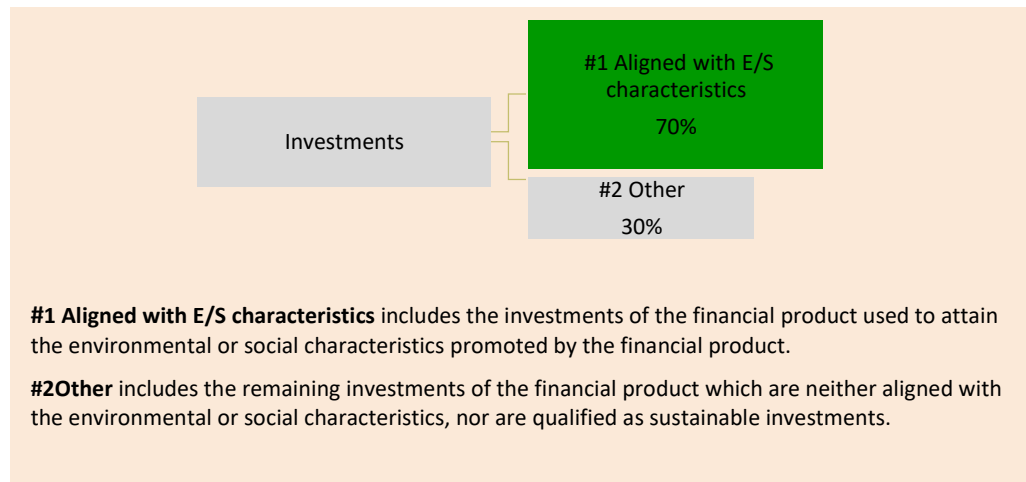 #1 Aligned with E/S
characteristics
70%
Investments
#2 Other
30%
#1 Aligned with E/S characteristics includes the investments of the financial product used to attain
the environmental or social characteristics promoted by the financial product.
#2Other includes the remaining investments of the financial product which are neither aligned with
the environmental or social characteristics, nor are qualified as sustainable investments.